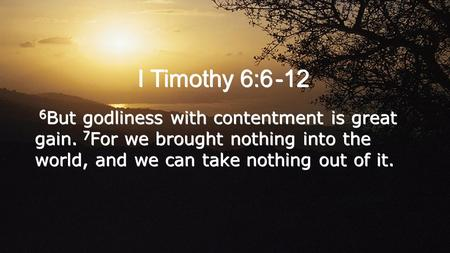 I Timothy 6:6-12
⁶But godliness with contentment is great
gain. ⁷For we brought nothing into the
world, and we can take nothing out of it.